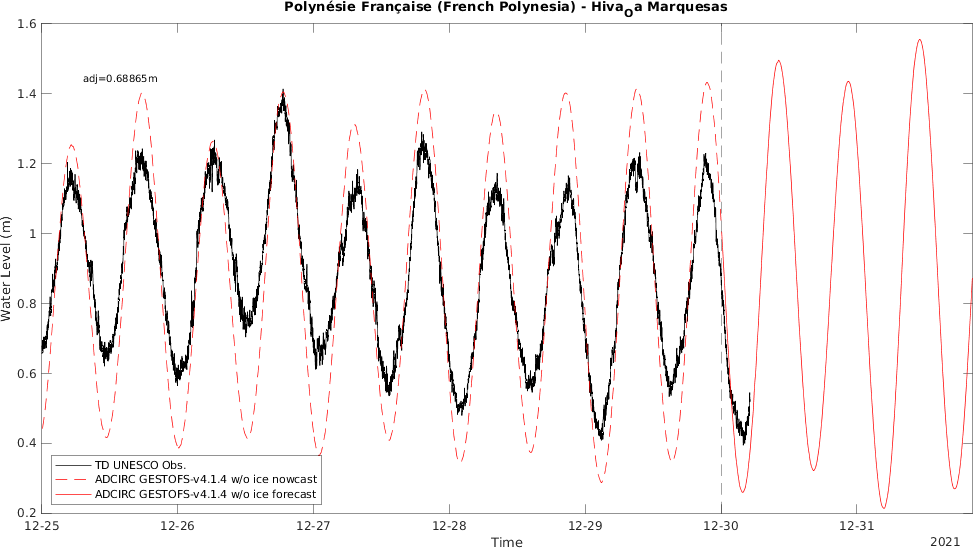 Polynésie Française (French Polynesia) - HivaOa Marquesas
1.6
adj=0.68865m
1.4
1.2
1
0.8
0.6
0.4
0.2
Water Level (m)
TD UNESCO Obs.
ADCIRC GESTOFS-v4.1.4 w/o ice nowcast
ADCIRC GESTOFS-v4.1.4 w/o ice forecast
12-25 12-26 12-27 12-28 12-29 12-30 12-31
Time
2021